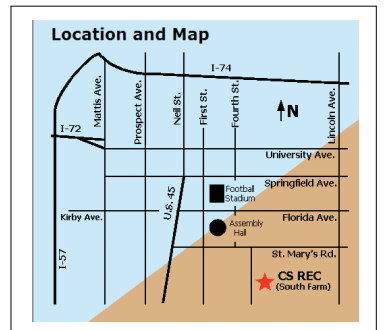 Location and Map
I-74
Mattis Ave.
Prospect Ave.
Neil St.
First St.
Fourth St.
N
Lincoln Ave.
I-72
University Ave.
Springfield Ave.
Football
Stadium
Kirby Ave.
U.S. 45
Florida Ave.
Assembly
Hall
St. Mary's Rd.
I-57
CS REC
(South Farm)